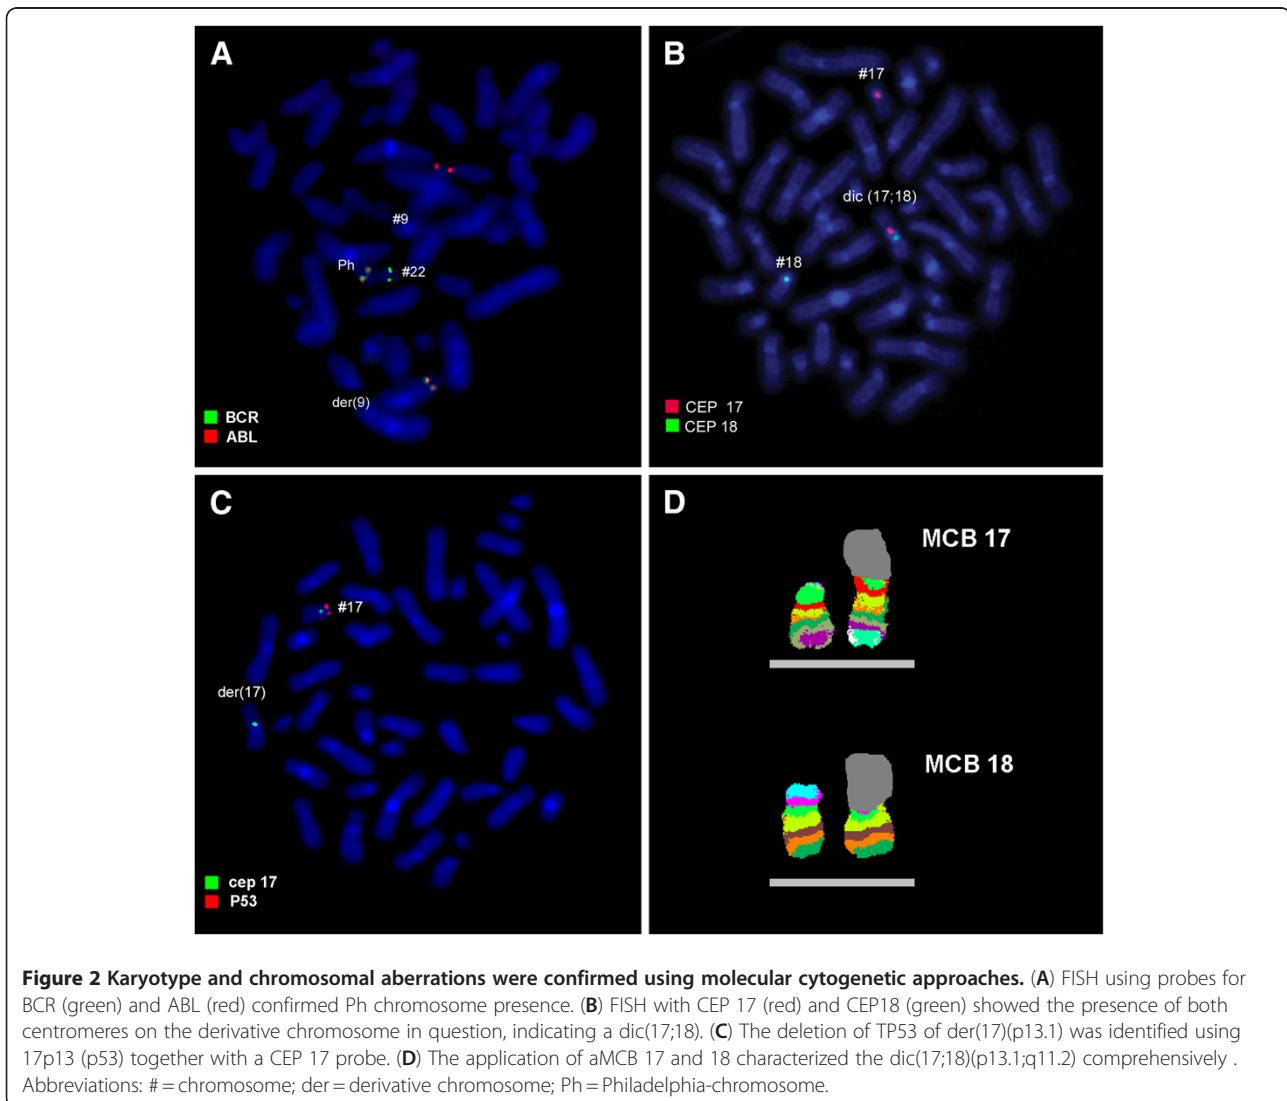 A
#9
Ph
#22
der(9)
BCR
ABL
B
#17
dic (17;18)
#18
CEP 17
CEP 18
C
#17
der(17)
cep 17
P53
D
MCB 17
MCB 18
Figure 2 Karyotype and chromosomal aberrations were confirmed using molecular cytogenetic approaches. (A) FISH using probes for
BCR (green) and ABL (red) confirmed Ph chromosome presence. (B) FISH with CEP 17 (red) and CEP18 (green) showed the presence of both
centromeres on the derivative chromosome in question, indicating a dic(17;18). (C) The deletion of TP53 of der(17)(p13.1) was identified using
17p13 (p53) together with a CEP 17 probe. (D) The application of aMCB 17 and 18 characterized the dic(17;18)(p13.1;q11.2) comprehensively .
Abbreviations: # = chromosome; der = derivative chromosome; Ph = Philadelphia-chromosome.